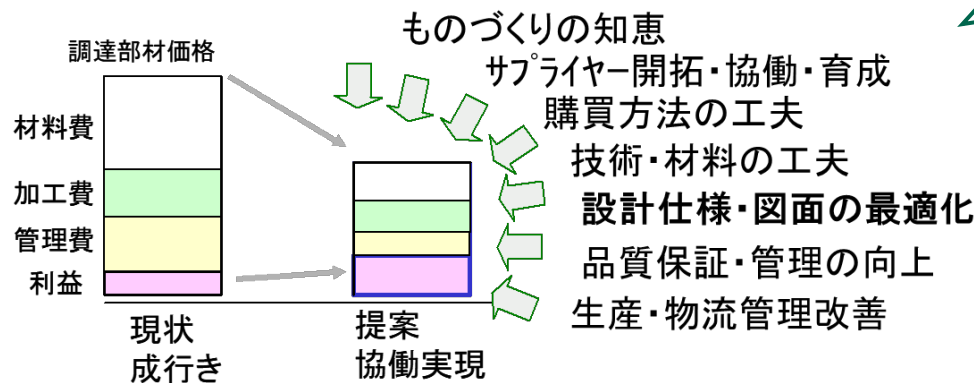 ものづくりの知恵
調達部材価格
サプライヤー開拓・協働・育成
購買方法の工夫
材料費
技術・材料の工夫
加工費
設計仕様・図面の最適化
管理費
品質保証・管理の向上
利益
生産・物流管理改善
現状
成行き
提案
協働実現